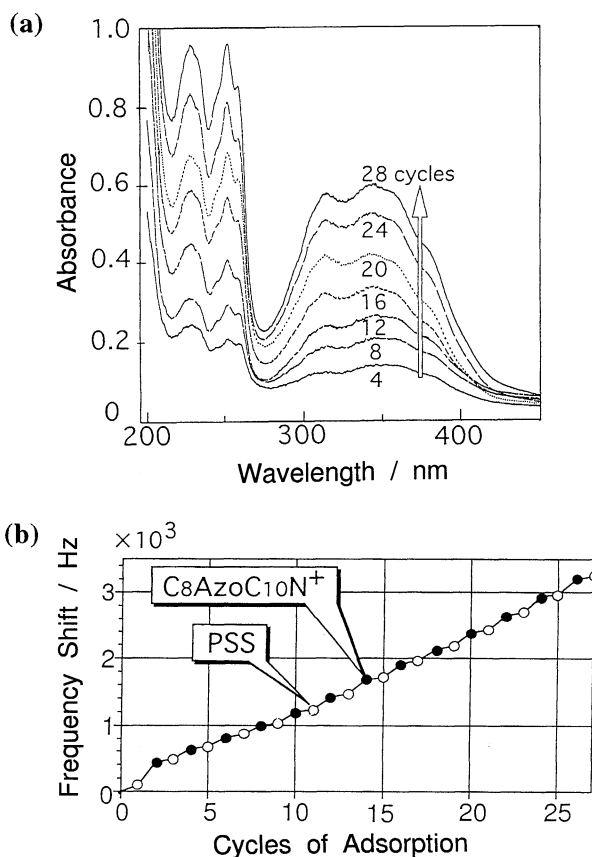 (a)
1.0
0.8
0.6
0.4
0.2
0
Absorbance
28 cycles
24
20
16
12
8
4
200
300
400
Wavelength / nm
(b)
×10³
3
2
1
0
Frequency Shift / Hz
C8AzoC10N⁺
PSS
0
5
10
15
20
25
Cycles of Adsorption